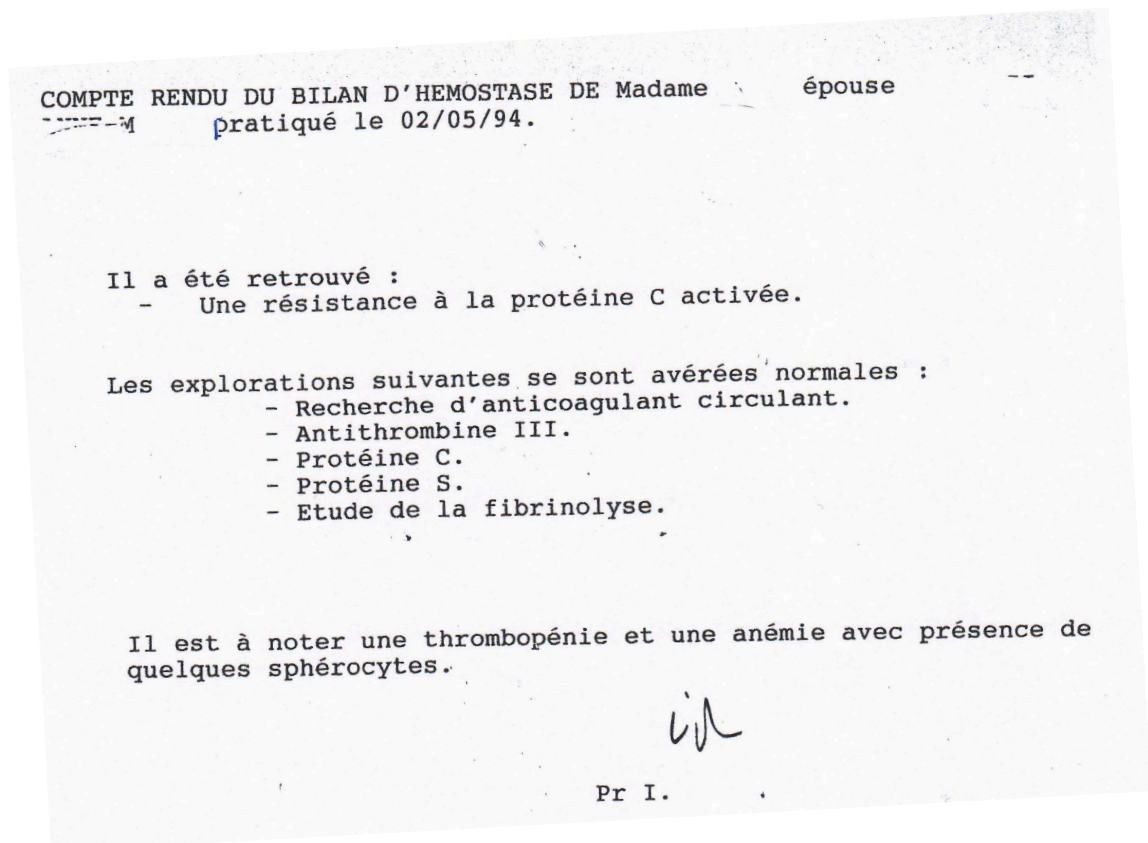 COMPTE RENDU DU BILAN D'HEMOSTASE DE Madame épouse
pratiqué le 02/05/94.
Il a été retrouvé :
- Une résistance à la protéine C activée.
Les explorations suivantes se sont avérées normales :
- Recherche d'anticoagulant circulant.
- Antithrombine III.
- Protéine C.
- Protéine S.
- Etude de la fibrinolyse.
Il est à noter une thrombopénie et une anémie avec présence de
quelques sphérocytes.
Pr I.